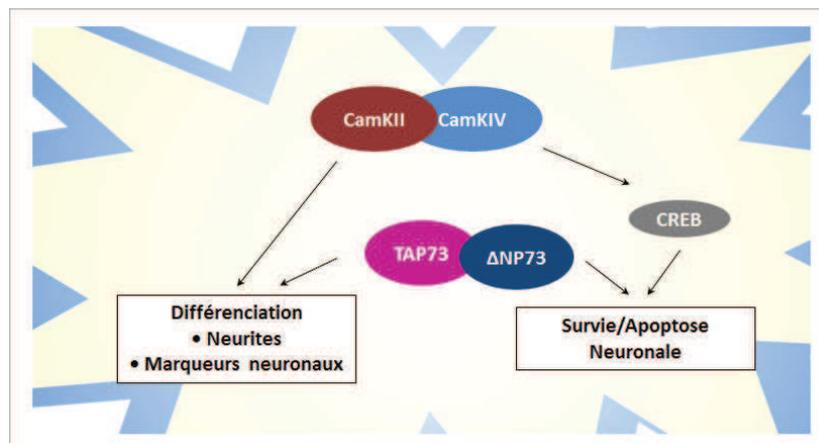 CamKII CamKIV
CREB
TAP73 ΔNP73
Différenciation
• Neurites
• Marqueurs neuronaux
Survie/Apoptose
Neuronale